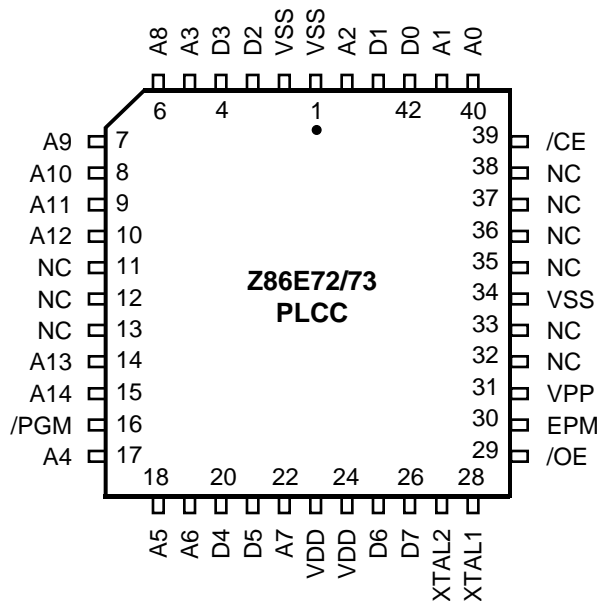 A8 A3 D3 D2 VSS VSS A2 D1 D0 A1 A0
6 4 1 42 40
A9 7 39 /CE
A10 8 38 NC
A11 9 37 NC
A12 10 36 NC
NC 11 35 NC
NC 12 34 VSS
NC 13 33 NC
A13 14 32 NC
A14 15 31 VPP
/PGM 16 30 EPM
A4 17 29 /OE
Z86E72/73
PLCC
18 20 22 24 26 28
A5 A6 D4 D5 A7 VDD VDD D6 D7 XTAL2 XTAL1